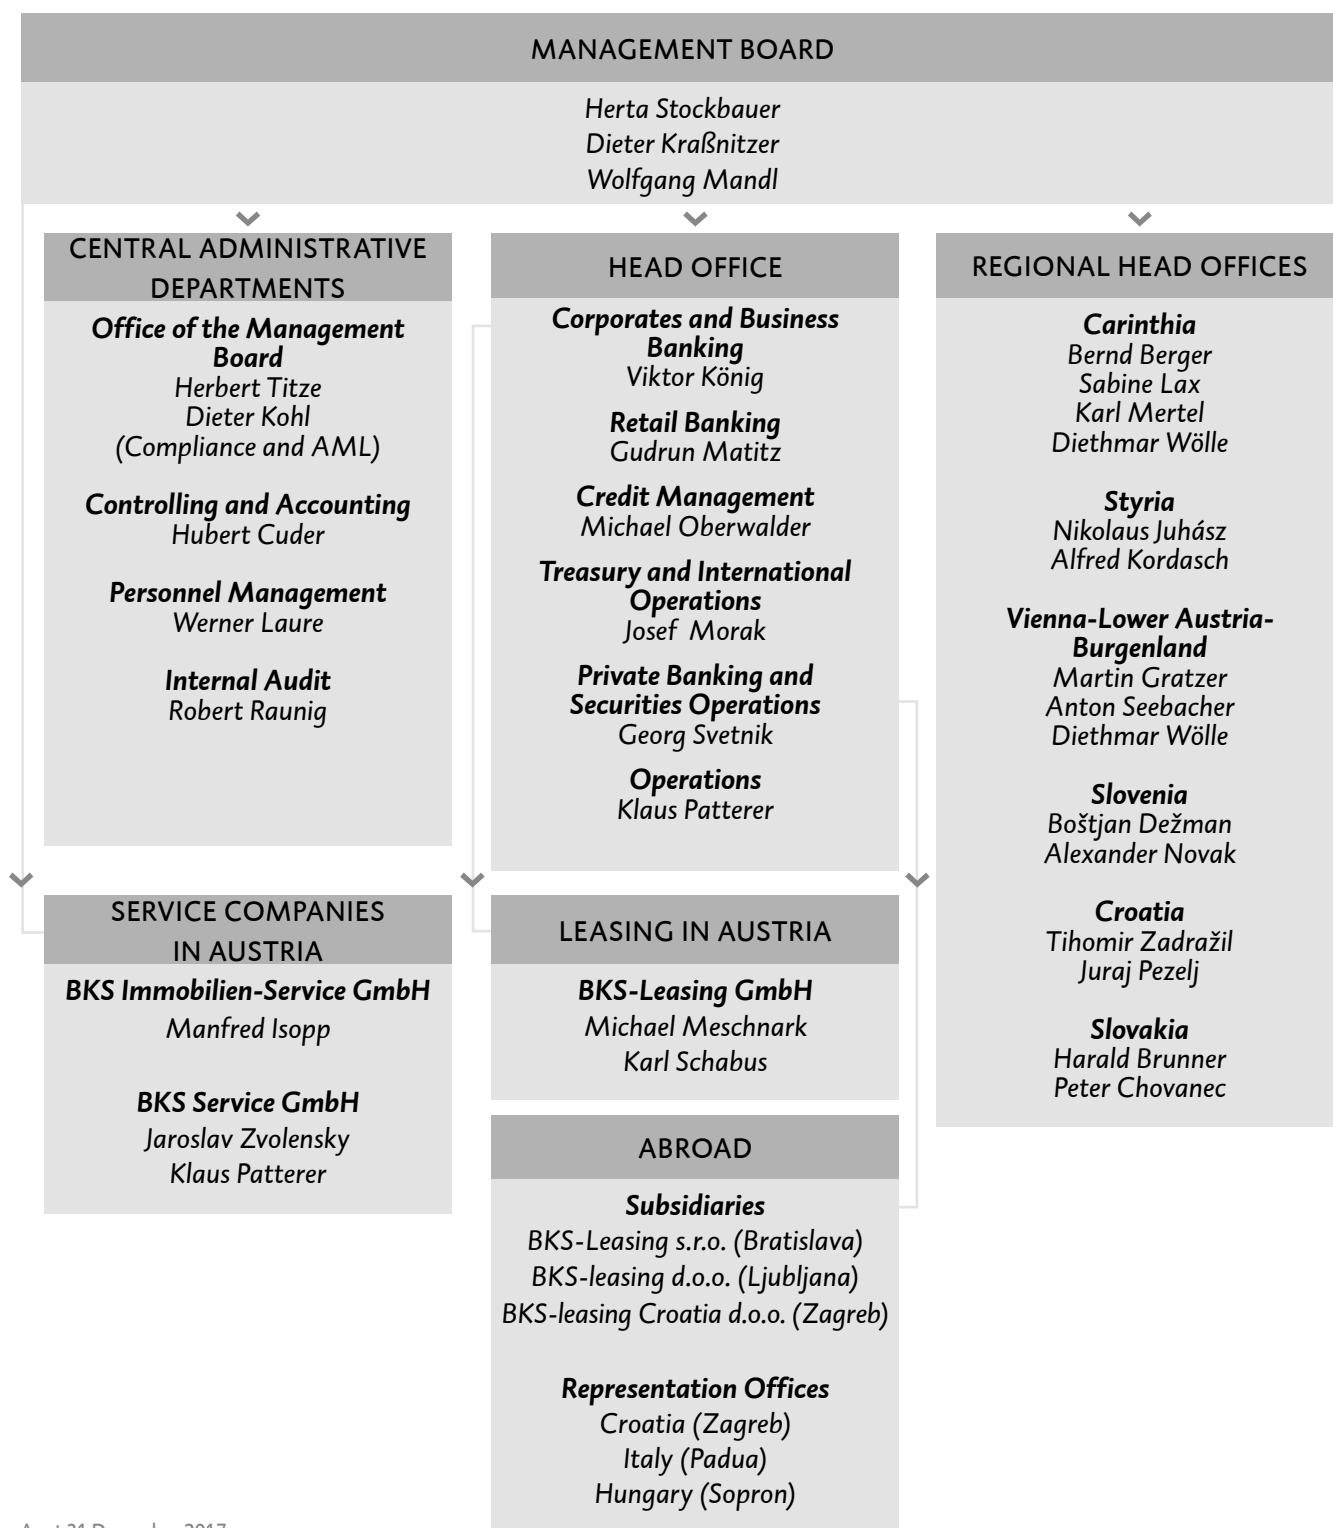 MANAGEMENT BOARD
Herta Stockbauer
Dieter Kraßnitzer
Wolfgang Mandl
CENTRAL ADMINISTRATIVE
DEPARTMENTS
Office of the Management
Board
Herbert Titze
Dieter Kohl
(Compliance and AML)
Controlling and Accounting
Hubert Cuder
Personnel Management
Werner Laure
Internal Audit
Robert Raunig
HEAD OFFICE
Corporates and Business
Banking
Viktor König
Retail Banking
Gudrun Matitz
Credit Management
Michael Oberwalder
Treasury and International
Operations
Josef Morak
Private Banking and
Securities Operations
Georg Svetnik
Operations
Klaus Patterer
REGIONAL HEAD OFFICES
Carinthia
Bernd Berger
Sabine Lax
Karl Mertel
Diethmar Wölle
Styria
Nikolaus Juhász
Alfred Kordasch
Vienna-Lower Austria-
Burgenland
Martin Gratzer
Anton Seebacher
Diethmar Wölle
Slovenia
Boštjan Dežman
Alexander Novak
Croatia
Tihomir Zadražil
Juraj Pezelj
Slovakia
Harald Brunner
Peter Chovanec
SERVICE COMPANIES
IN AUSTRIA
BKS Immobilien-Service GmbH
Manfred Isopp
BKS Service GmbH
Jaroslav Zvolensky
Klaus Patterer
LEASING IN AUSTRIA
BKS-Leasing GmbH
Michael Meschnark
Karl Schabus
ABROAD
Subsidiaries
BKS-Leasing s.r.o. (Bratislava)
BKS-leasing d.o.o. (Ljubljana)
BKS-leasing Croatia d.o.o. (Zagreb)
Representation Offices
Croatia (Zagreb)
Italy (Padua)
Hungary (Sopron)